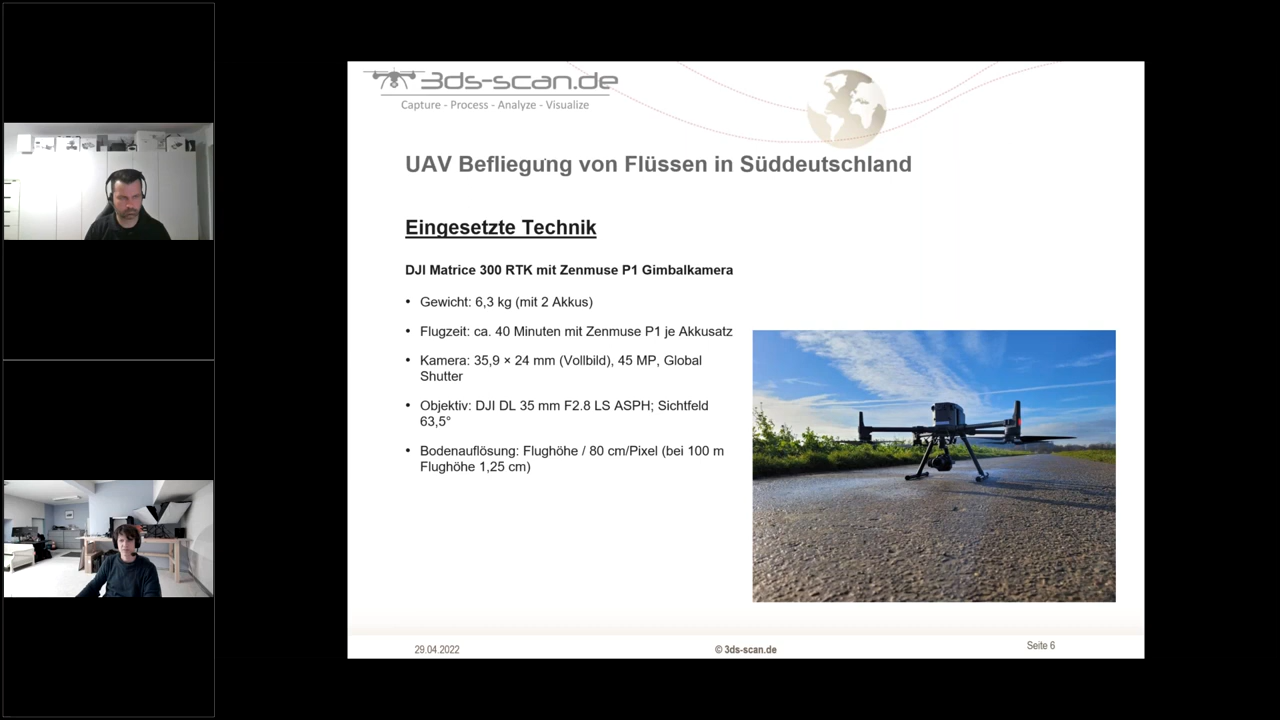 3ds-scan.de
Capture - Process - Analyze - Visualize
UAV Befliegung von Flüssen in Süddeutschland
Eingesetzte Technik
DJI Matrice 300 RTK mit Zenmuse P1 Gimbalkamera
• Gewicht: 6,3 kg (mit 2 Akkus)
• Flugzeit: ca. 40 Minuten mit Zenmuse P1 je Akkusatz
• Kamera: 35,9 × 24 mm (Vollbild), 45 MP, Global
Shutter
• Objektiv: DJI DL 35 mm F2.8 LS ASPH; Sichtfeld
63,5°
• Bodenauflösung: Flughöhe / 80 cm/Pixel (bei 100 m
Flughöhe 1,25 cm)
29.04.2022
© 3ds-scan.de
Seite 6